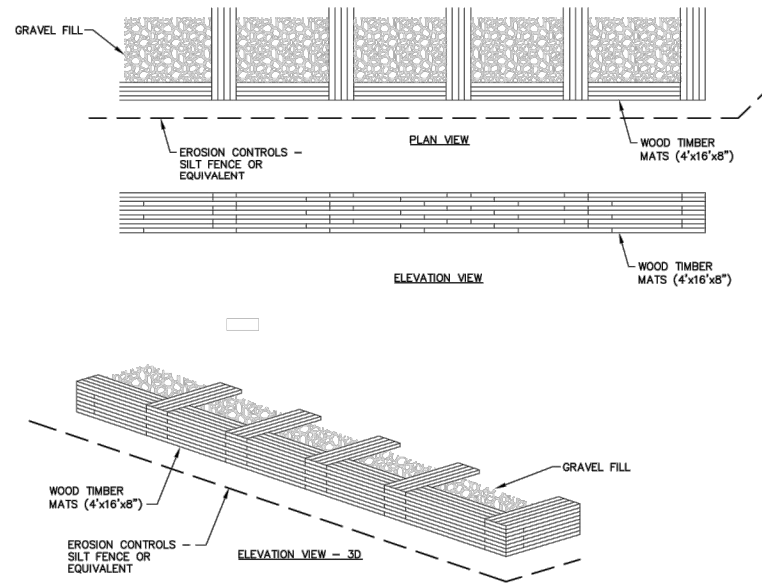 GRAVEL FILL
EROSION CONTROLS –
SILT FENCE OR
EQUIVALENT
PLAN VIEW
WOOD TIMBER
MATS (4'x16'x8")
WOOD TIMBER
MATS (4'x16'x8")
ELEVATION VIEW
GRAVEL FILL
WOOD TIMBER
MATS (4'x16'x8")
EROSION CONTROLS –
SILT FENCE OR
EQUIVALENT
ELEVATION VIEW – 3D